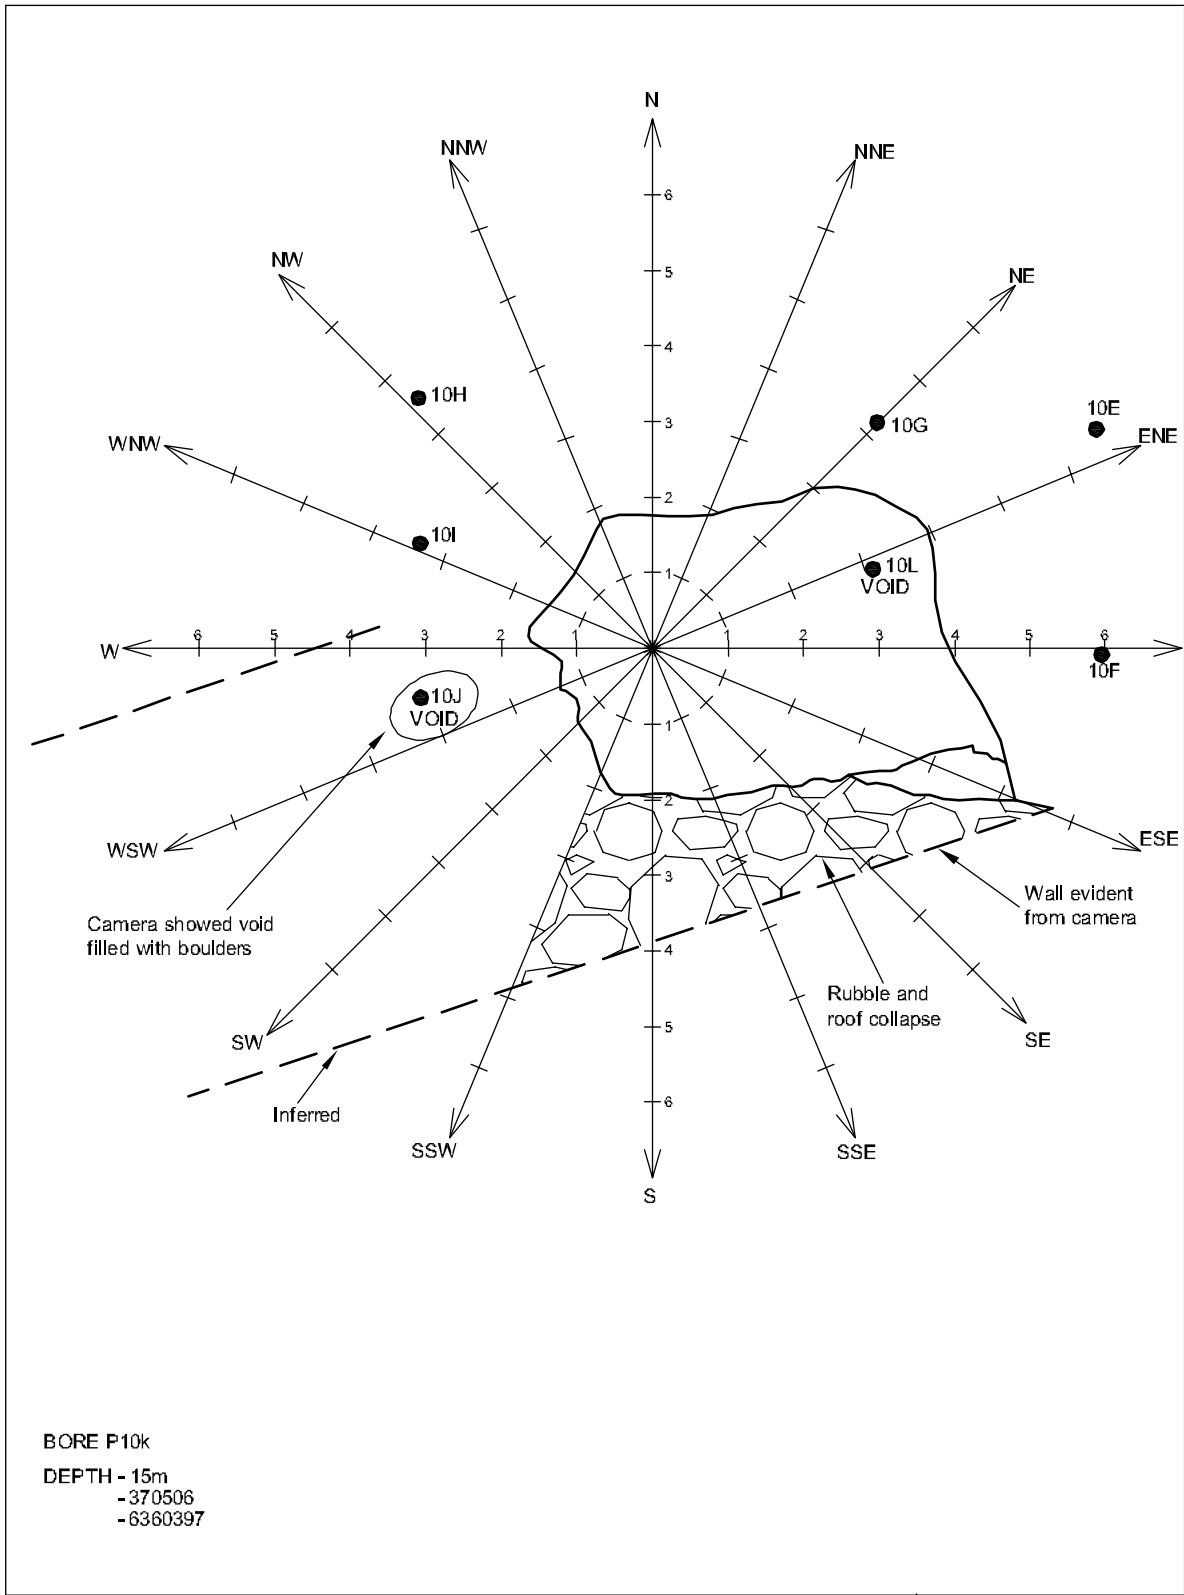 N
NNW
NNE
NW
NE
6
5
4
3
2
1
10H
10G
10E
WNW
ENE
10I
10L
VOID
W
6
5
4
3
2
1
1
2
3
4
5
6
10F
10J
VOID
1
2
3
4
5
6
WSW
ESE
Camera showed void
filled with boulders
Wall evident
from camera
Rubble and
roof collapse
SW
SE
Inferred
SSW
SSE
S
BORE P10k
DEPTH - 15m
-370506
-6360397